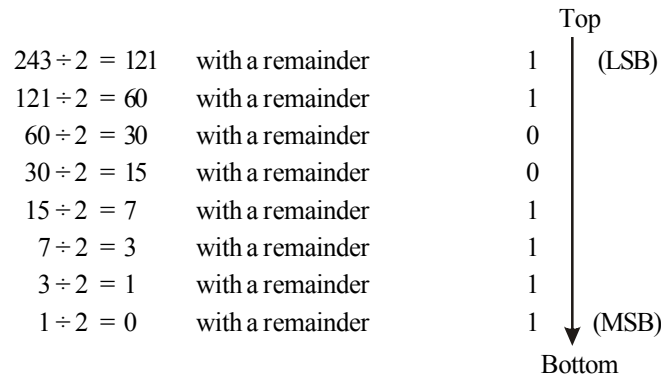 Top
243 ÷ 2 = 121 with a remainder 1 (LSB)
121 ÷ 2 = 60 with a remainder 1
60 ÷ 2 = 30 with a remainder 0
30 ÷ 2 = 15 with a remainder 0
15 ÷ 2 = 7 with a remainder 1
7 ÷ 2 = 3 with a remainder 1
3 ÷ 2 = 1 with a remainder 1
1 ÷ 2 = 0 with a remainder 1 (MSB)
Bottom